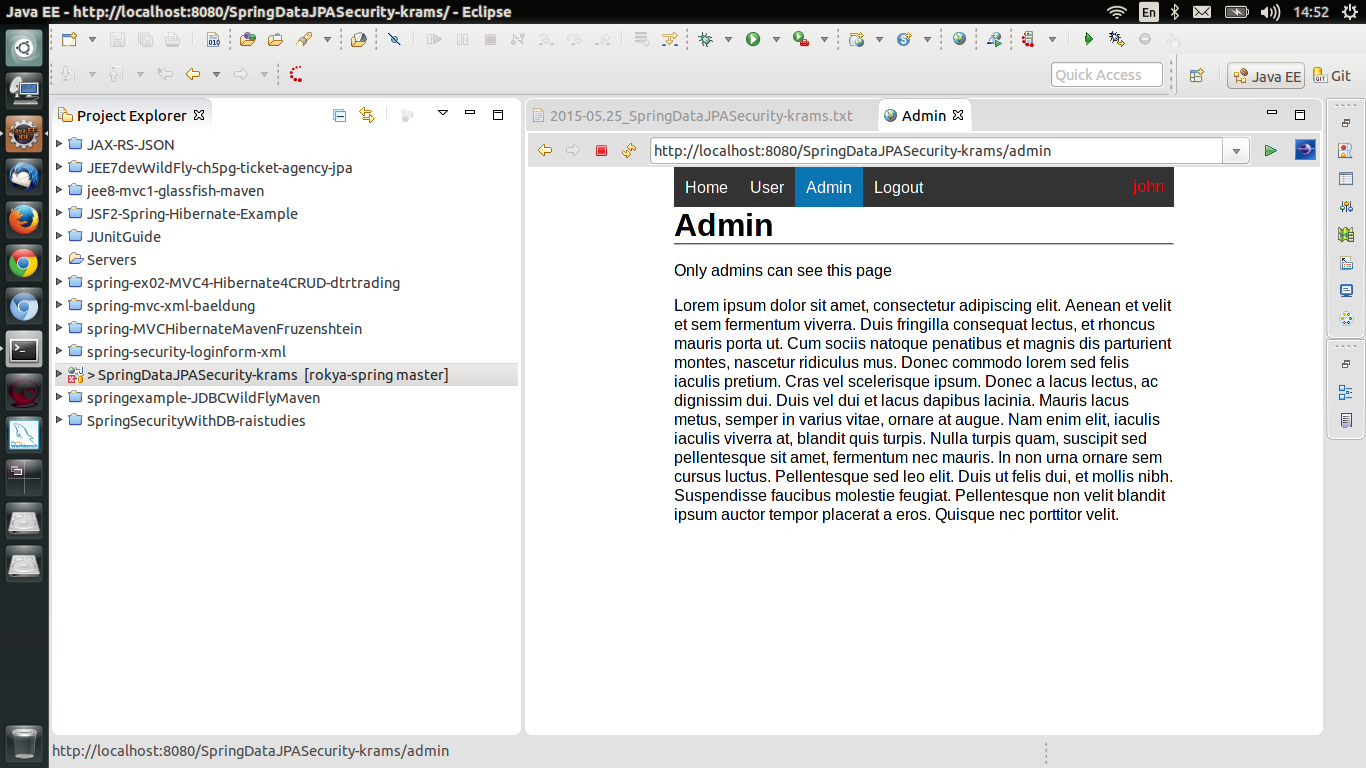 Java EE - http://localhost:8080/SpringDataJPASecurity-krams/ - Eclipse
En
14:52
010
Quick Access
Java EE
GIT
Git
Project Explorer
2015-05.25_SpringDataJPASecurity-krams.txt
Admin
http://localhost:8080/SpringDataJPASecurity-krams/admin
JAX-RS-JSON
JEE7devWildFly-ch5pg-ticket-agency-jpa
jee8-mvc1-glassfish-maven
JSF2-Spring-Hibernate-Example
JUnitGuide
Servers
spring-ex02-MVC4-Hibernate4CRUD-dtrtrading
spring-mvc-xml-baeldung
spring-MVCHibernateMavenFruzenshtein
spring-security-loginform-xml
> SpringDataJPASecurity-krams [rokya-spring master]
springexample-JDBCWildFlyMaven
SpringSecurityWithDB-raistudies
Home User Admin Logout john
Admin
Only admins can see this page
Lorem ipsum dolor sit amet, consectetur adipiscing elit. Aenean et velit
et sem fermentum viverra. Duis fringilla consequat lectus, et rhoncus
mauris porta ut. Cum sociis natoque penatibus et magnis dis parturient
montes, nascetur ridiculus mus. Donec commodo lorem sed felis
iaculis pretium. Cras vel scelerisque ipsum. Donec a lacus lectus, ac
dignissim dui. Duis vel dui et lacus dapibus lacinia. Mauris lacus
metus, semper in varius vitae, ornare at augue. Nam enim elit, iaculis
iaculis viverra at, blandit quis turpis. Nulla turpis quam, suscipit sed
pellentesque sit amet, fermentum nec mauris. In non urna ornare sem
cursus luctus. Pellentesque sed leo elit. Duis ut felis dui, et mollis nibh.
Suspendisse faucibus molestie feugiat. Pellentesque non velit blandit
ipsum auctor tempor placerat a eros. Quisque nec porttitor velit.
Java EE
IDE
Workbench
http://localhost:8080/SpringDataJPASecurity-krams/admin